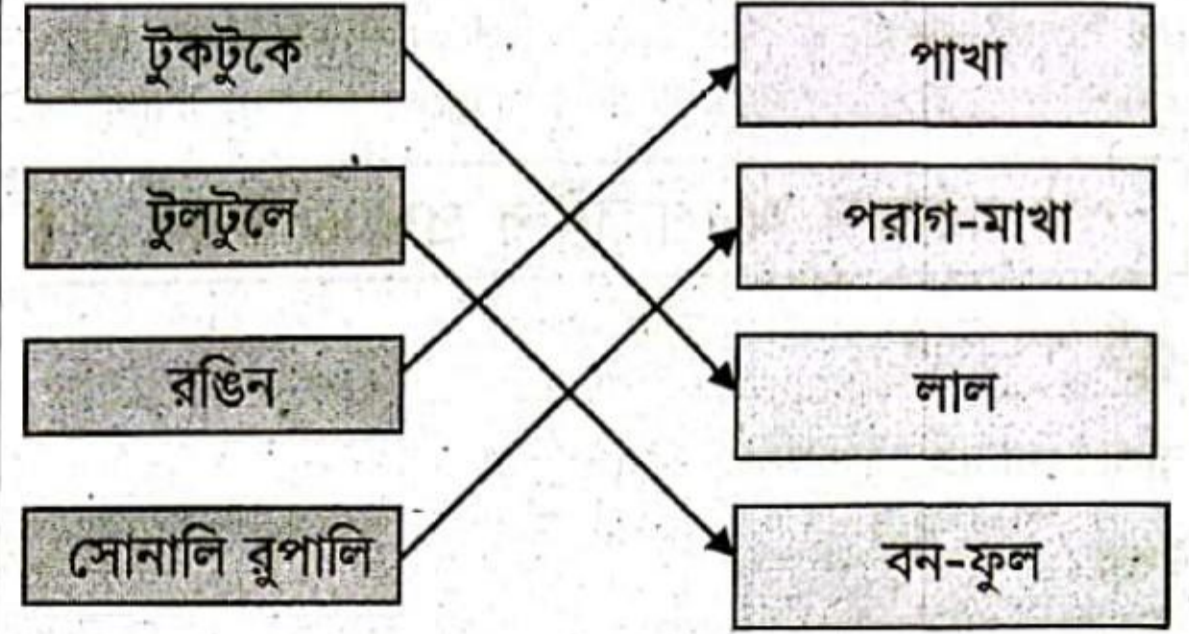 টুকটুকে
পাখা
টুলটুলে
পরাগ-মাখা
রঙিন
লাল
সোনালি রুপালি
বন-ফুল